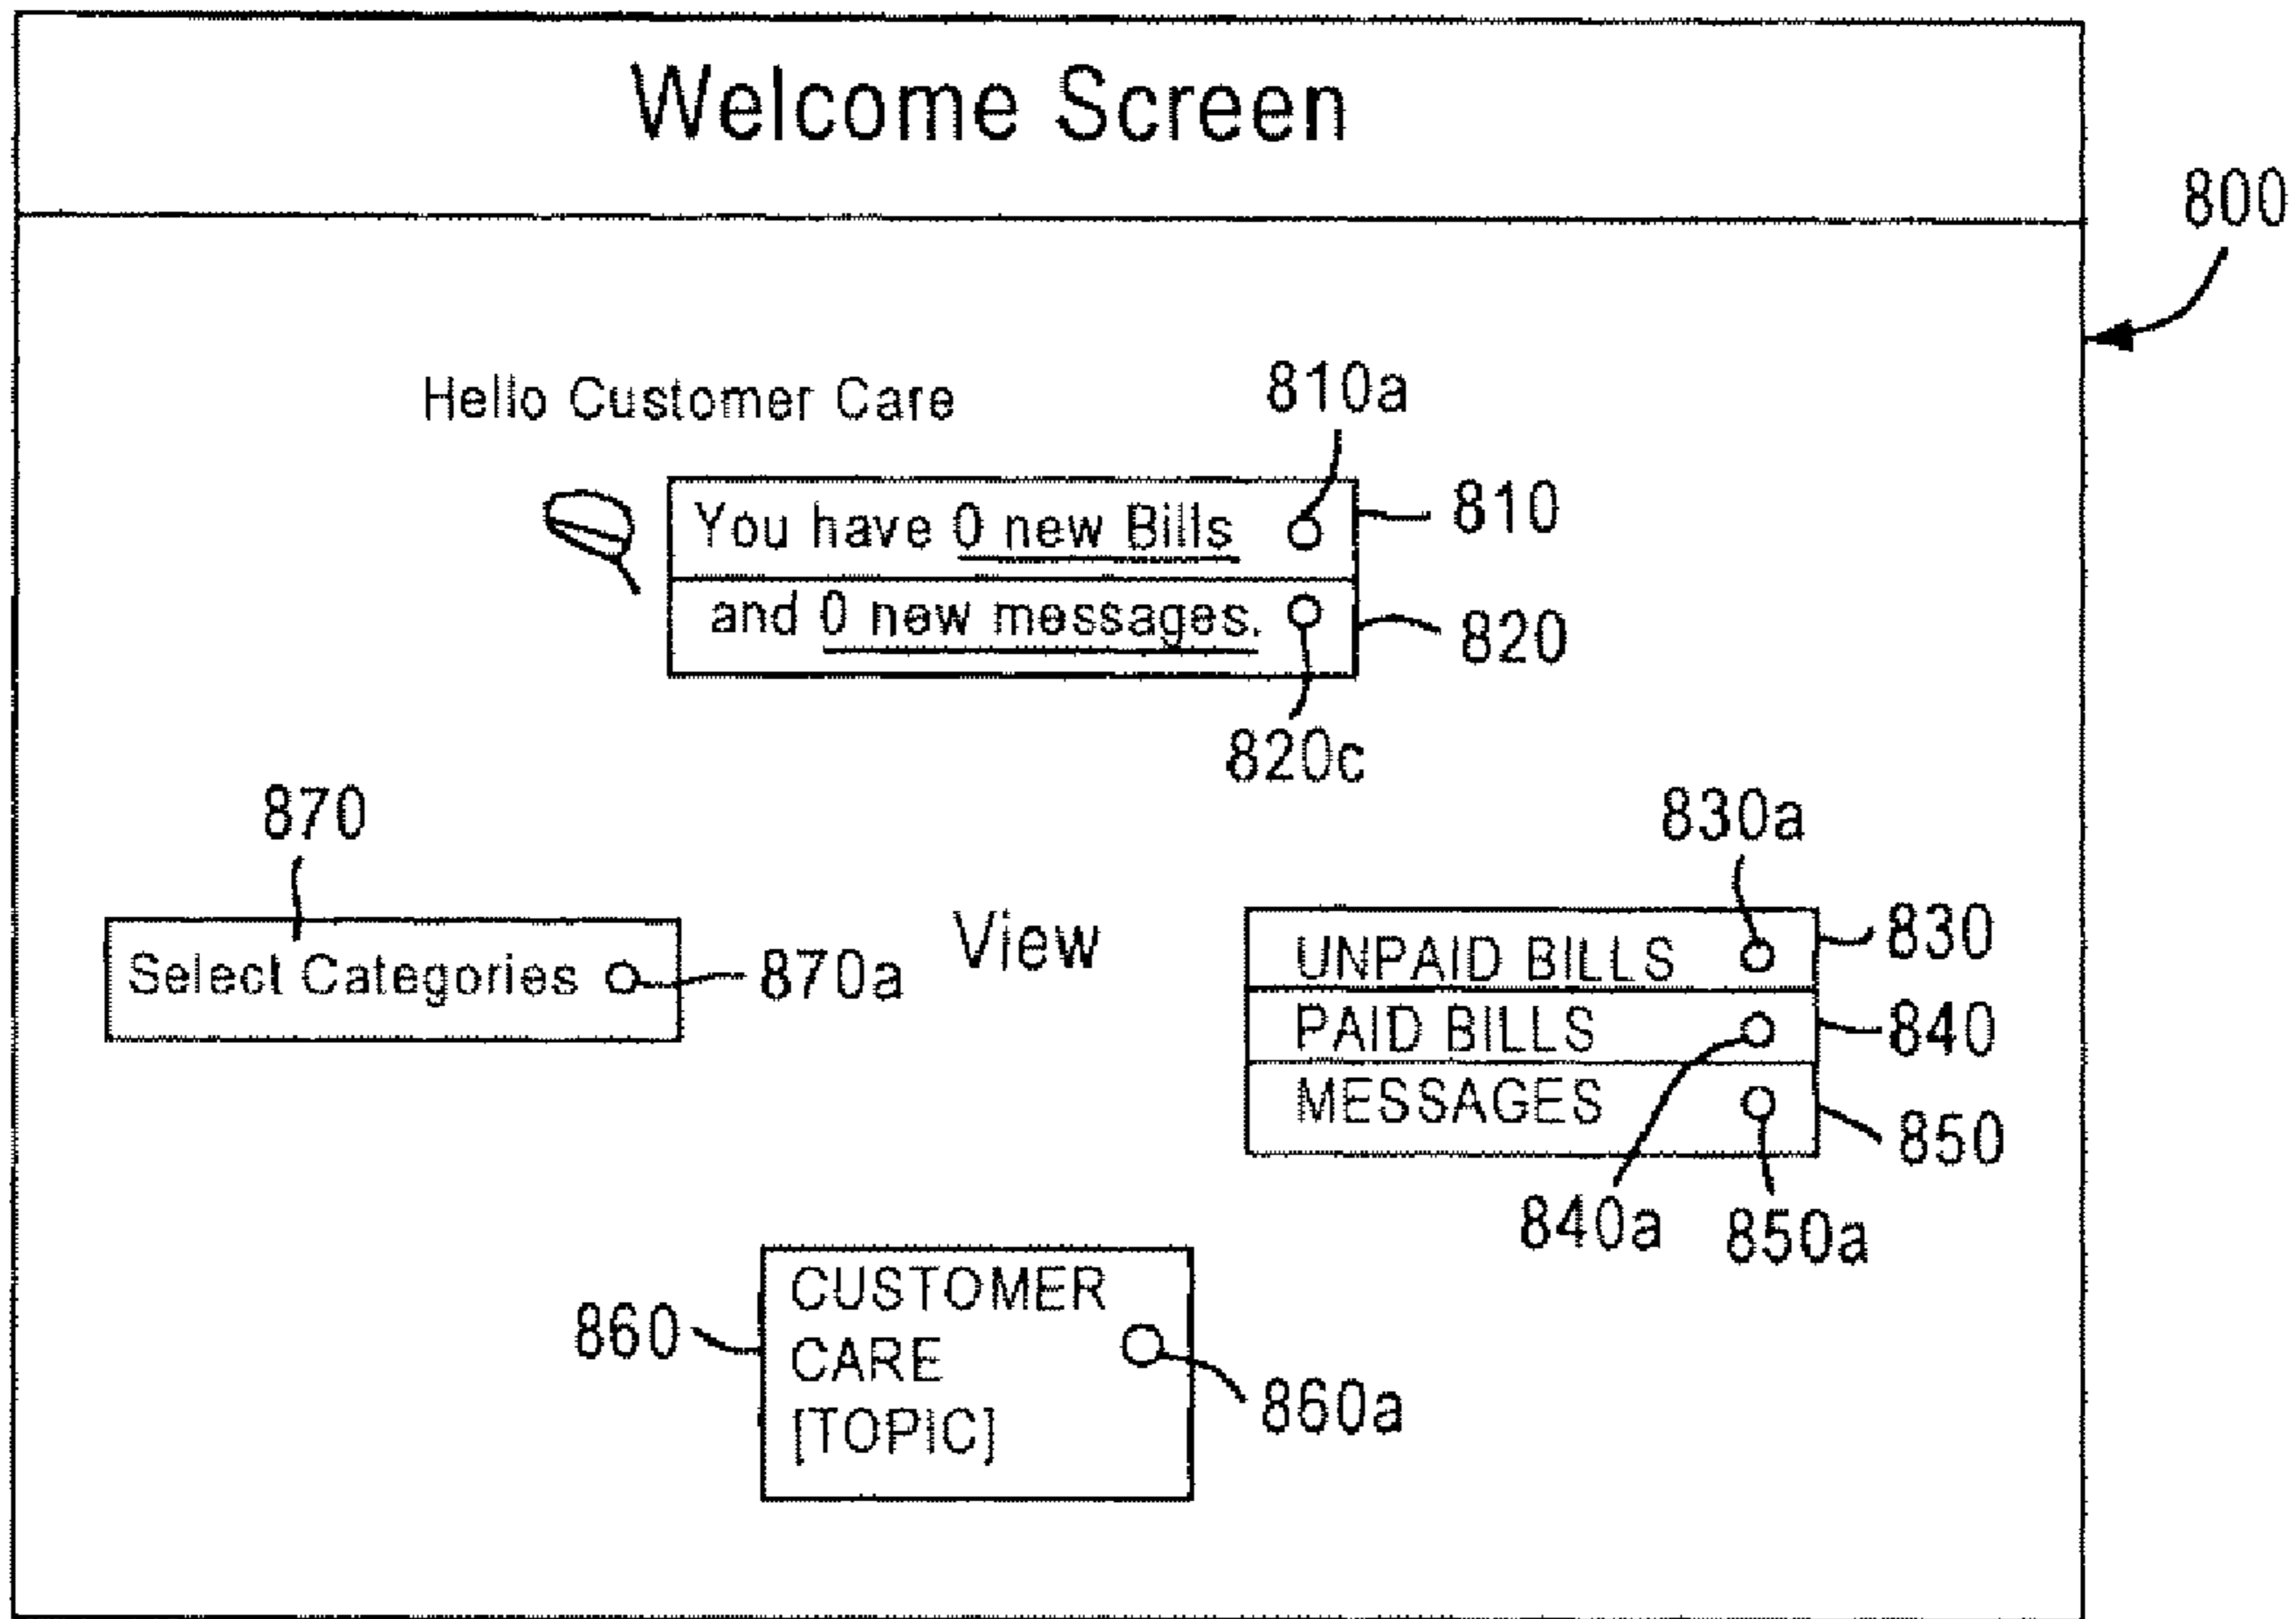 Welcome Screen
800
Hello Customer Care
810a
You have 0 new Bills
810
and 0 new messages.
820
820c
870
830a
Select Categories
870a
View
UNPAID BILLS
830
PAID BILLS
840
MESSAGES
850
840a
850a
860
CUSTOMER
CARE
[TOPIC]
860a